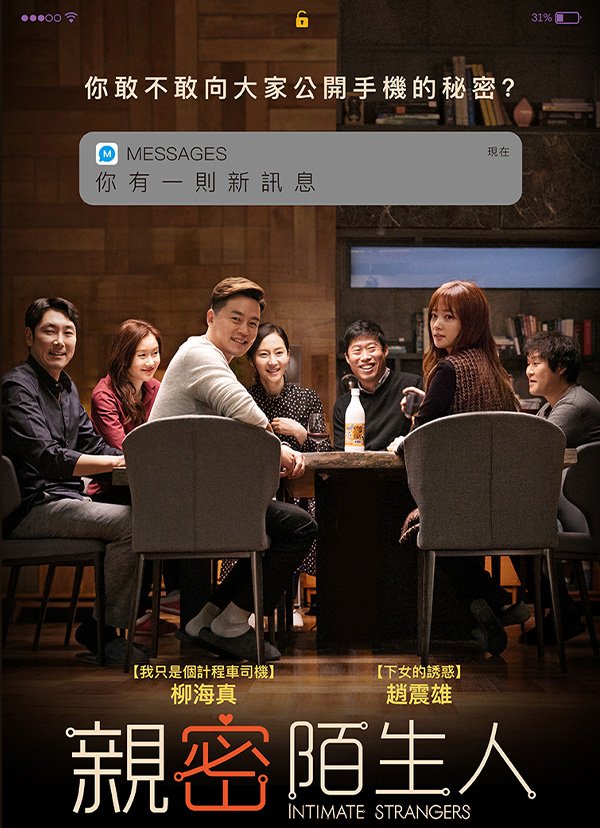 31%
你敢不敢向大家公開手機的秘密?
MESSAGES 現在
你有一則新訊息
【我只是個計程車司機】 【下女的誘惑】
柳海真 趙震雄
親密陌生人
INTIMATE STRANGERS